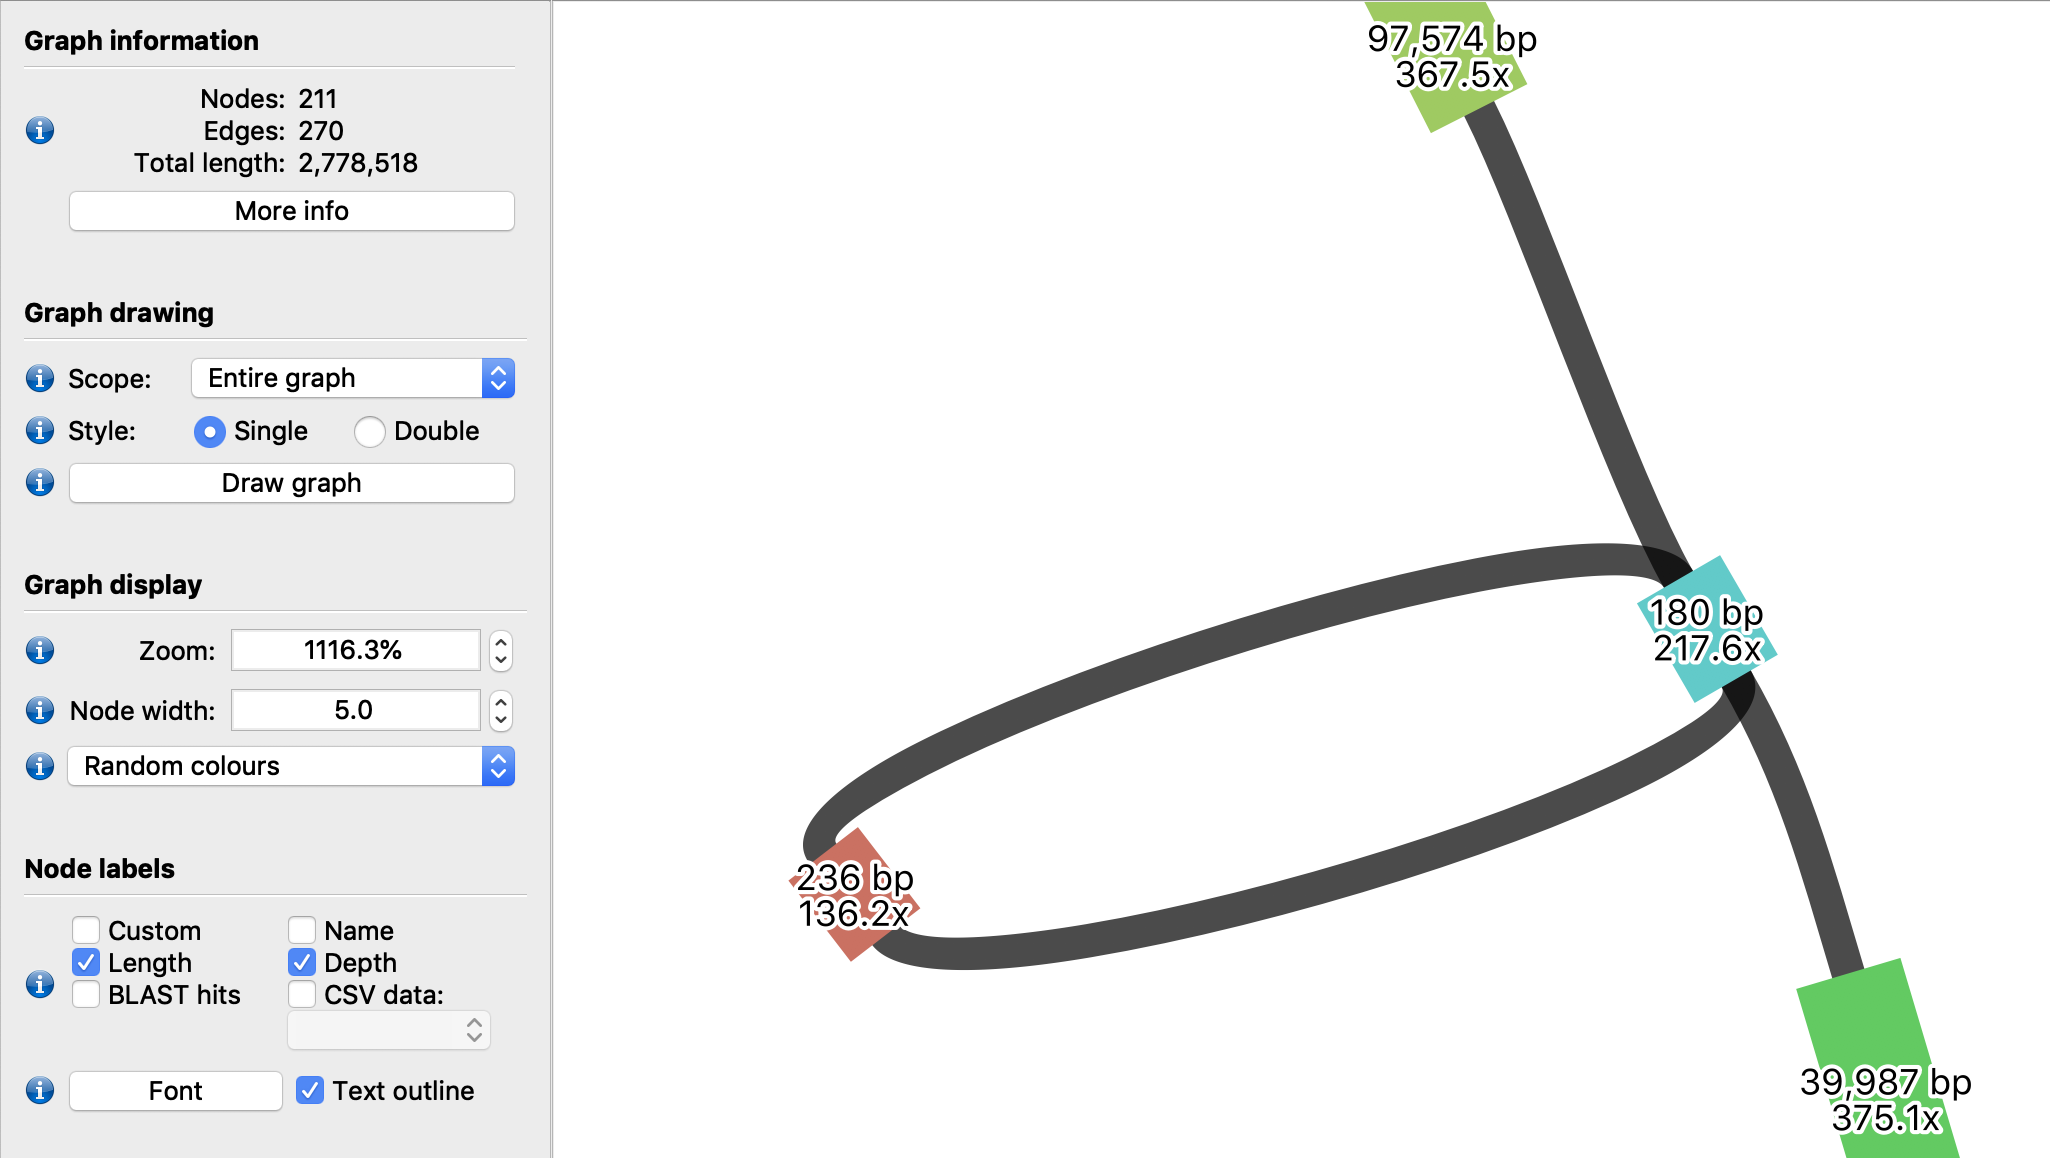 Graph information
Nodes: 211
Edges: 270
Total length: 2,778,518
More info
Graph drawing
Scope: Entire graph
Style: Single Double
Draw graph
Graph display
Zoom: 1116.3%
Node width: 5.0
Random colours
Node labels
Custom Name
Length Depth
BLAST hits CSV data:
Font Text outline
97,574 bp
367.5x
180 bp
217.6x
236 bp
136.2x
39,987 bp
375.1x